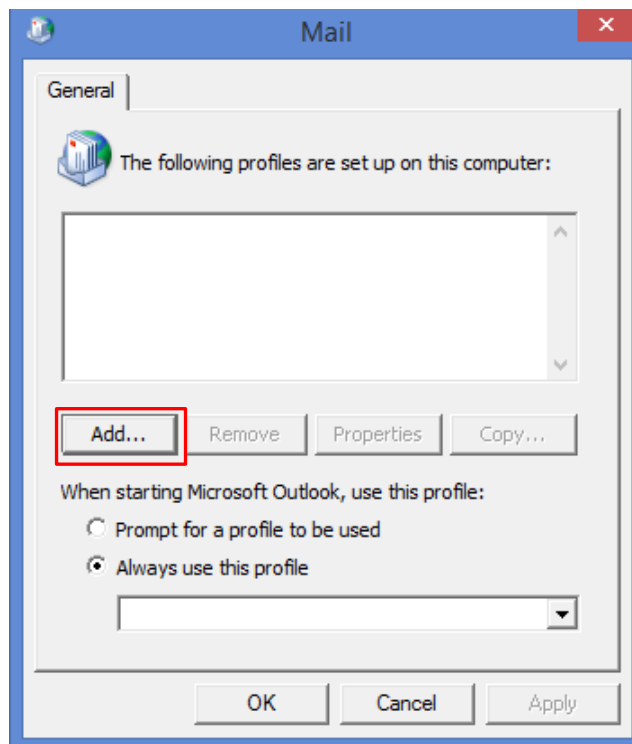 Mail
General
The following profiles are set up on this computer:
Add... Remove Properties Copy...
When starting Microsoft Outlook, use this profile:
Prompt for a profile to be used
Always use this profile
OK Cancel Apply